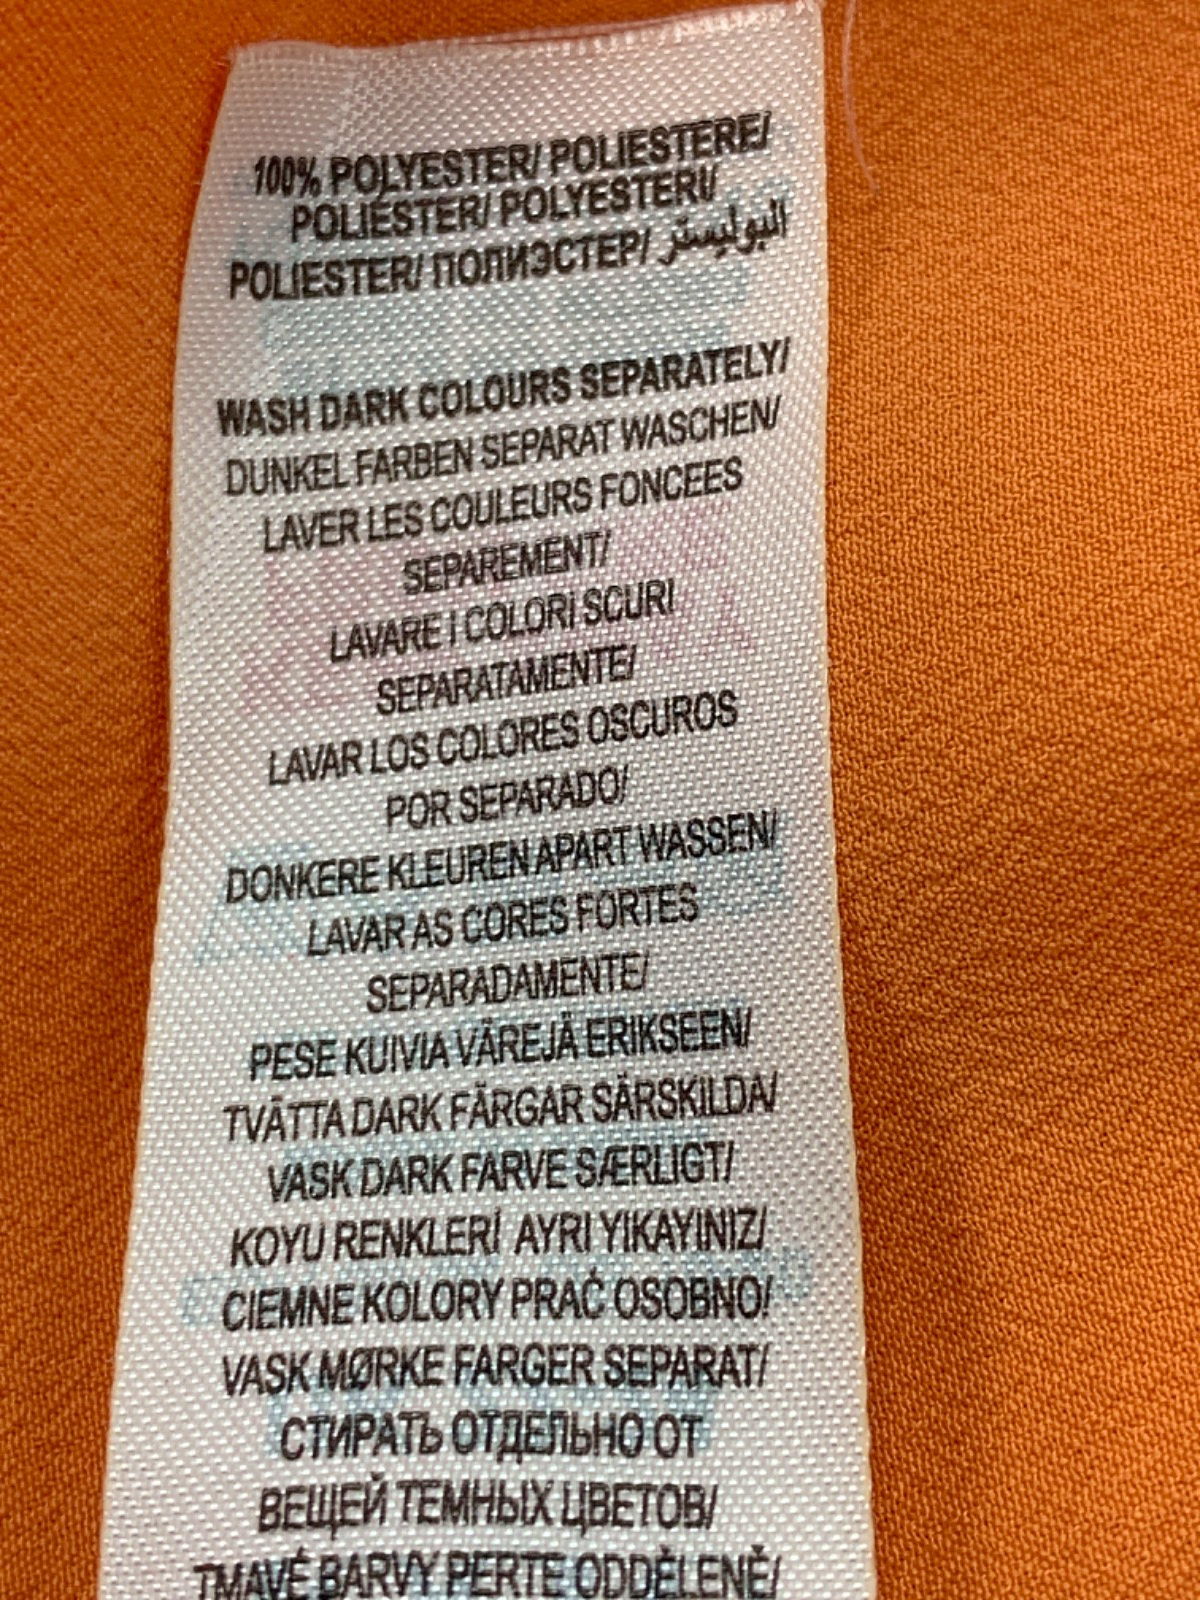 100% POLYESTER/ POLIESTERE/
POLIÉSTER/ POLYESTERU/
POLIESTER/ ПОЛИЭСТЕР/ البوليستر
WASH DARK COLOURS SEPARATELY/
DUNKEL FARBEN SEPARAT WASCHEN/
LAVER LES COULEURS FONCEES
SEPAREMENT/
LAVARE I COLORI SCURI
SEPARATAMENTE/
LAVAR LOS COLORES OSCUROS
POR SEPARADO/
DONKERE KLEUREN APART WASSEN/
LAVAR AS CORES FORTES
SEPARADAMENTE/
PESE KUIVIA VÄREJÄ ERIKSEEN/
TVÄTTA DARK FÄRGAR SÄRSKILDA/
VASK DARK FARVE SÆRLIGT/
KOYU RENKLERİ AYRI YIKAYINIZ/
CIEMNE KOLORY PRAĆ OSOBNO/
VASK MØRKE FARGER SEPARAT/
СТИРАТЬ ОТДЕЛЬНО ОТ
ВЕЩЕЙ ТЕМНЫХ ЦВЕТОВ/
TMAVÉ BARVY PERTE ODDĚLENĚ/